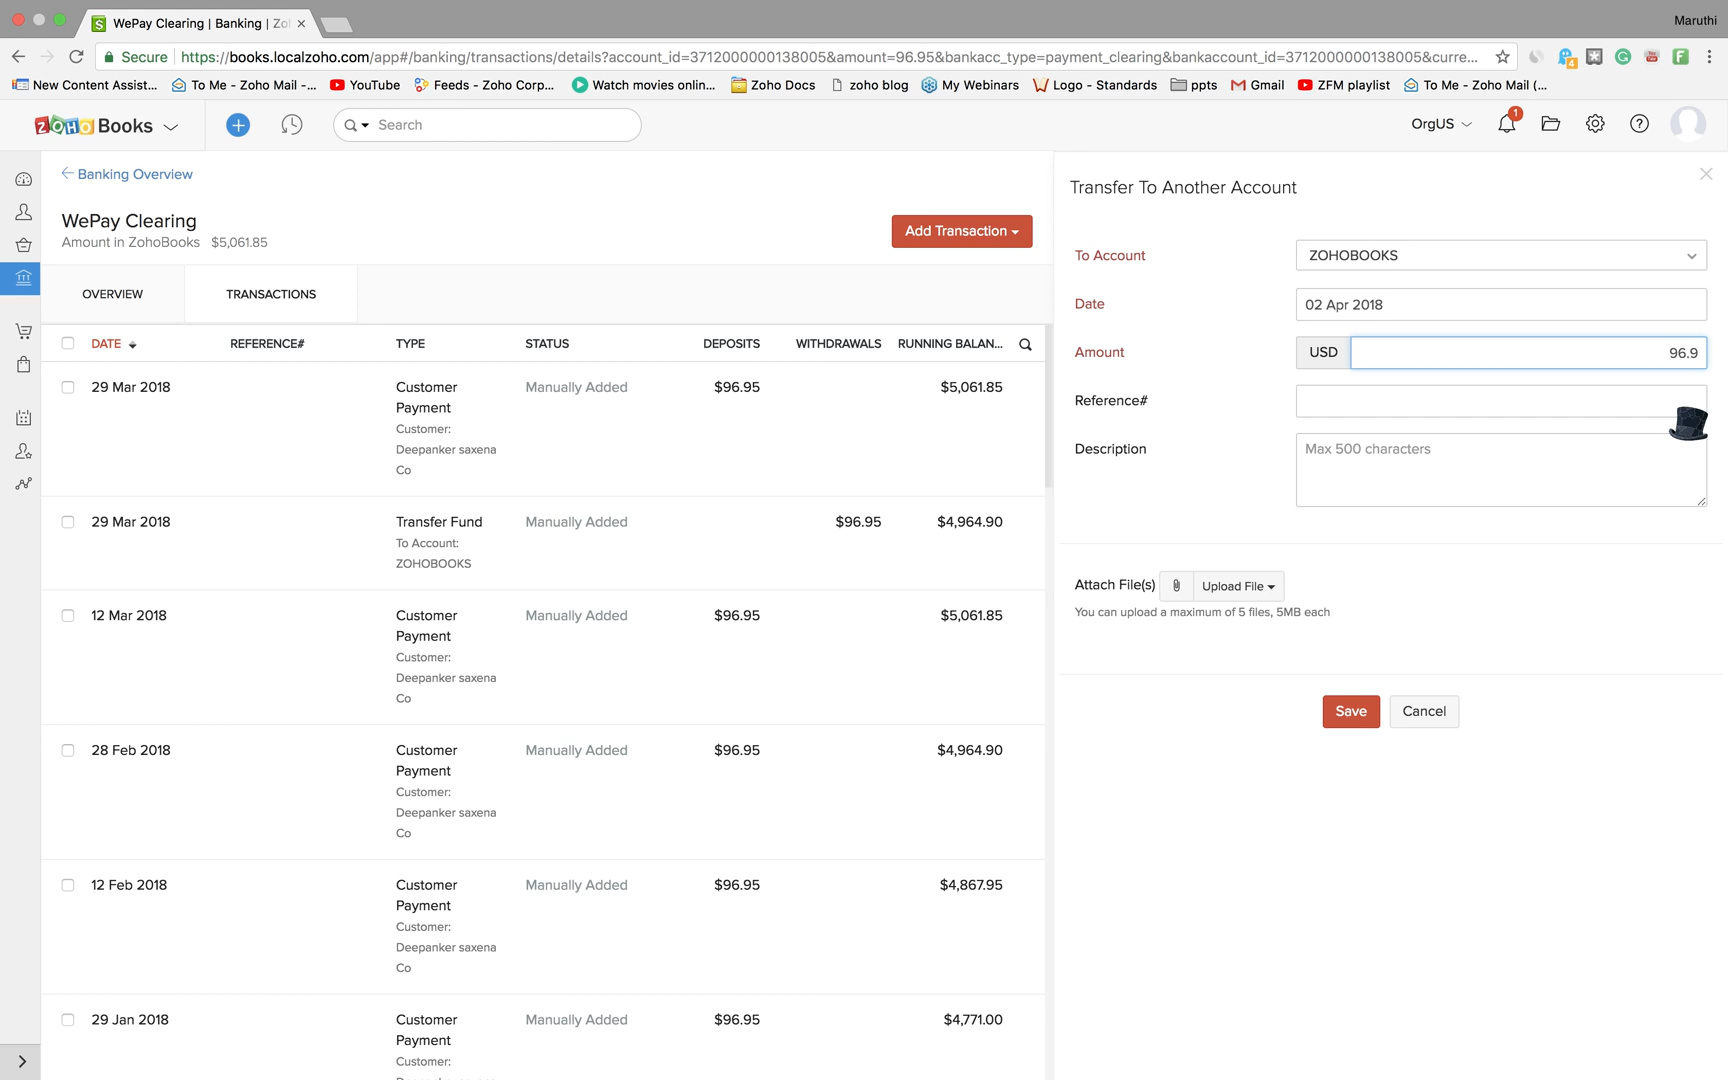 WePay Clearing | Banking | Zo
Maruthi
Secure https://books.localzoho.com/app#/banking/transactions/details?account_id=3712000000138005&amount=96.95&bankacc_type=payment_clearing&bankaccount_id=3712000000138005&curre...
4
New Content Assist... To Me - Zoho Mail -... YouTube Feeds - Zoho Corp... Watch movies onlin... Zoho Docs zoho blog My Webinars Logo - Standards ppts Gmail ZFM playlist To Me - Zoho Mail (...
ZOHO Books Search OrgUS 1
Banking Overview
WePay Clearing
Amount in ZohoBooks $5,061.85
Add Transaction
OVERVIEW TRANSACTIONS
DATE REFERENCE# TYPE STATUS DEPOSITS WITHDRAWALS RUNNING BALAN...
29 Mar 2018 Customer Manually Added $96.95 $5,061.85
Payment
Customer:
Deepanker saxena
Co
29 Mar 2018 Transfer Fund Manually Added $96.95 $4,964.90
To Account:
ZOHOBOOKS
12 Mar 2018 Customer Manually Added $96.95 $5,061.85
Payment
Customer:
Deepanker saxena
Co
28 Feb 2018 Customer Manually Added $96.95 $4,964.90
Payment
Customer:
Deepanker saxena
Co
12 Feb 2018 Customer Manually Added $96.95 $4,867.95
Payment
Customer:
Deepanker saxena
Co
29 Jan 2018 Customer Manually Added $96.95 $4,771.00
Payment
Customer:
Transfer To Another Account
To Account ZOHOBOOKS
Date 02 Apr 2018
Amount USD 96.9
Reference#
Description Max 500 characters
Attach File(s) Upload File
You can upload a maximum of 5 files, 5MB each
Save Cancel